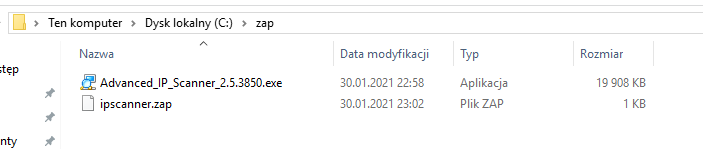 Ten komputer > Dysk lokalny (C:) > zap
Nazwa Data modyfikacji Typ Rozmiar
stęp
Advanced_IP_Scanner_2.5.3850.exe 30.01.2021 22:58 Aplikacja 19 908 KB
ipscanner.zap 30.01.2021 23:02 Plik ZAP 1 KB
nty